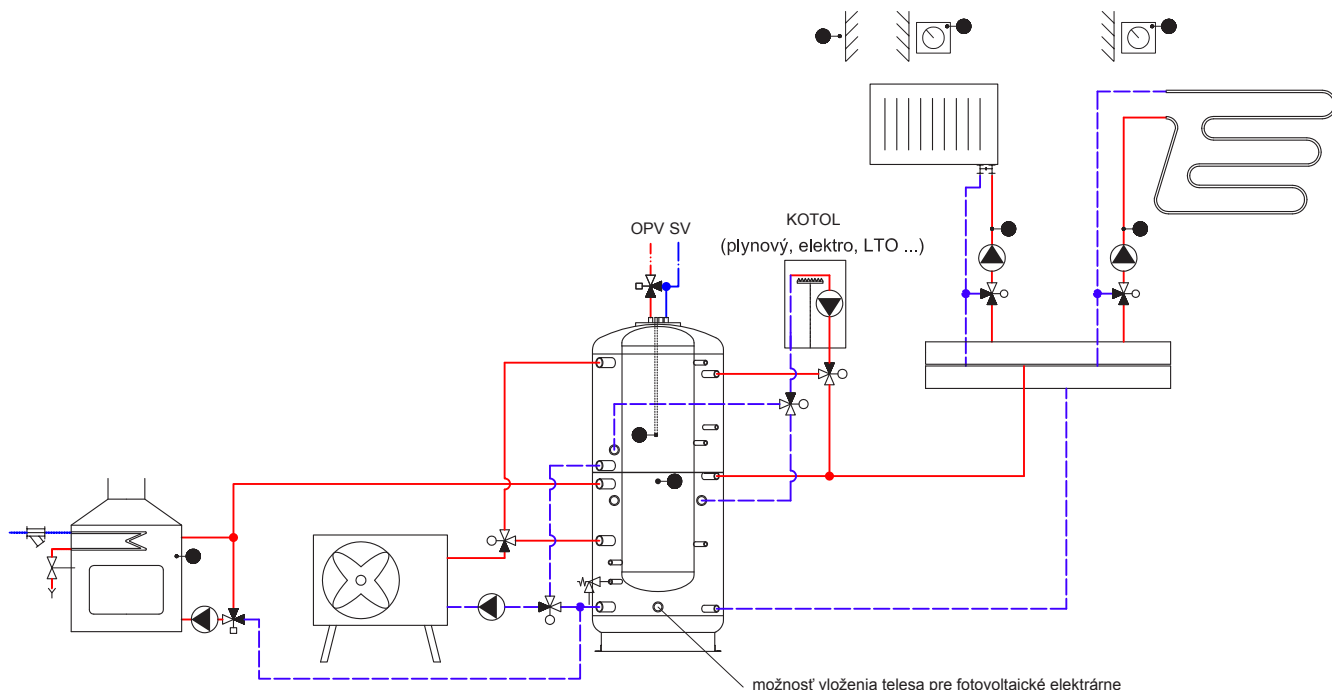 KOTOL
OPV SV
(plynový, elektro, LTO ...)
možnosť vloženia telesa pre fotovoltaické elektrárne